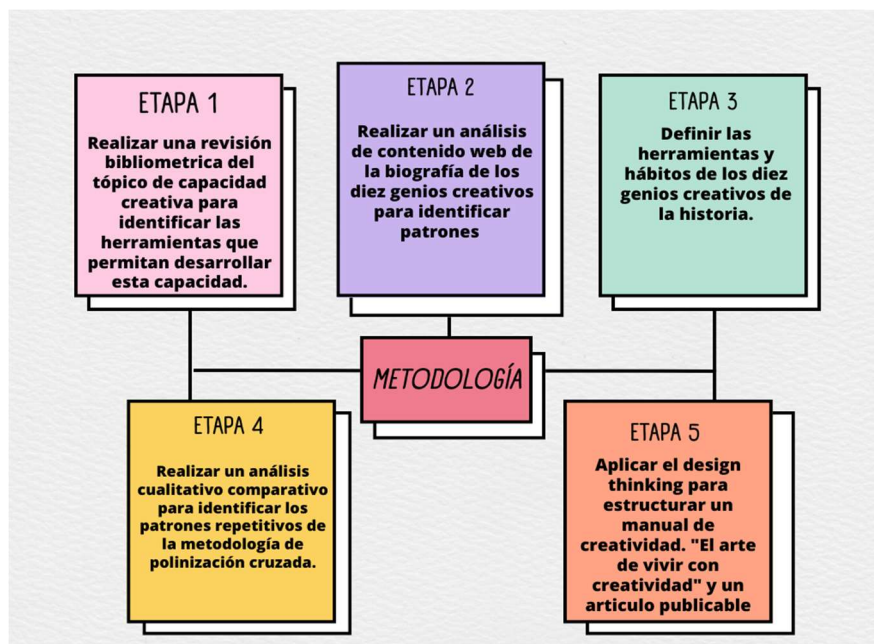 ETAPA 1
Realizar una revisión
bibliometrica del
tópico de capacidad
creativa para
identificar las
herramientas que
permitan desarrollar
esta capacidad.
ETAPA 2
Realizar un análisis
de contenido web de
la biografía de los
diez genios creativos
para identificar
patrones
ETAPA 3
Definir las
herramientas y
hábitos de los diez
genios creativos de
la historia.
METODOLOGÍA
ETAPA 4
Realizar un análisis
cualitativo comparativo
para identificar los
patrones repetitivos de
la metodología de
polinización cruzada.
ETAPA 5
Aplicar el design
thinking para
estructurar un
manual de
creatividad. "El arte
de vivir con
creatividad" y un
articulo publicable